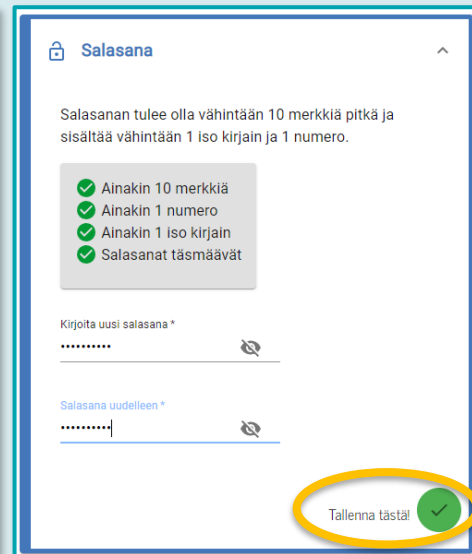 Salasana
Salasanan tulee olla vähintään 10 merkkiä pitkä ja
sisältää vähintään 1 iso kirjain ja 1 numero.
Ainakin 10 merkkiä
Ainakin 1 numero
Ainakin 1 iso kirjain
Salasanat täsmäävät
Kirjoita uusi salasana *
••••••••••
Salasana uudelleen *
••••••••••
Tallenna tästä!